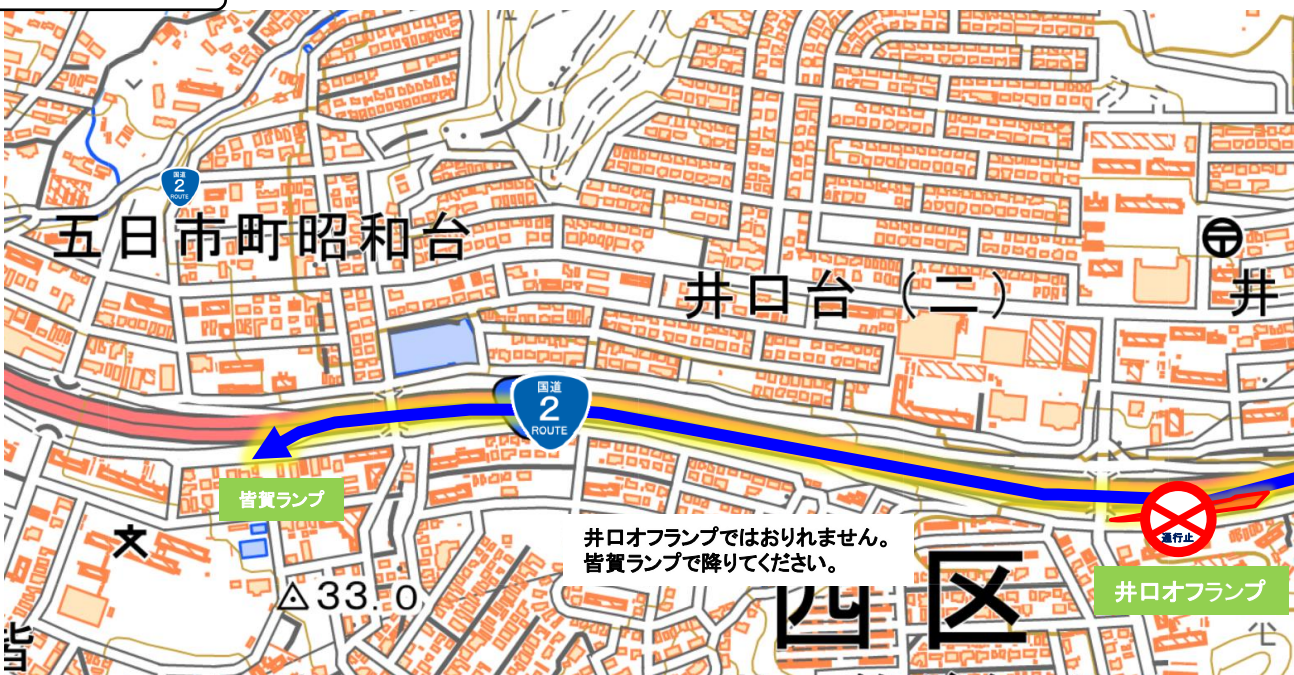 国道
2
ROUTE
五日市町昭和台
井口台(二)
井
国道
2
ROUTE
皆賀ランプ
通行止
井口オフランプではおりれません。
皆賀ランプで降りてください。
井口オフランプ
文
33.0
西区
皆